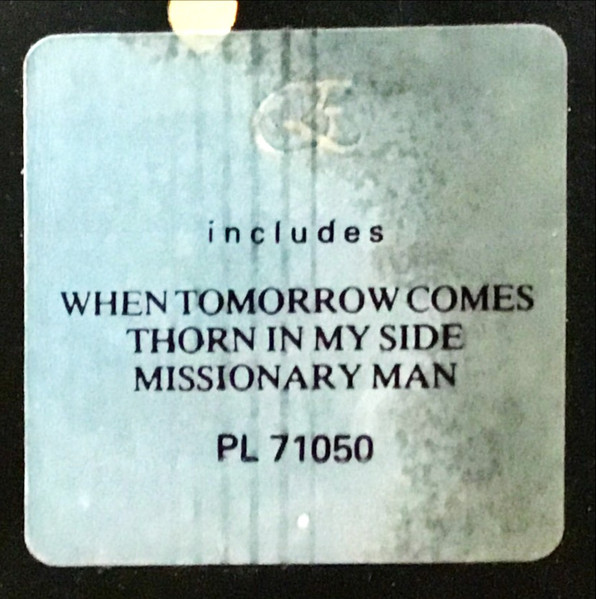 includes
WHEN TOMORROW COMES
THORN IN MY SIDE
MISSIONARY MAN
PL 71050